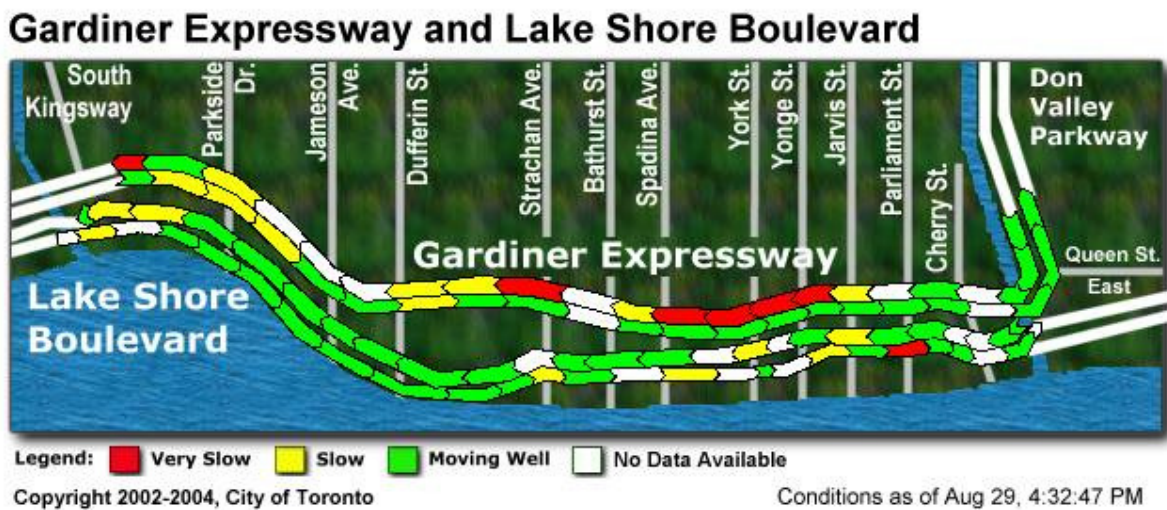 Gardiner Expressway and Lake Shore Boulevard
South
Kingsway
Parkside
Dr.
Jameson
Ave.
Dufferin St.
Strachan Ave.
Bathurst St.
Spadina Ave.
York St.
Yonge St.
Jarvis St.
Parliament St.
Cherry St.
Don
Valley
Parkway
Gardiner Expressway
Queen St.
East
Lake Shore
Boulevard
Legend: Very Slow Slow Moving Well No Data Available
Copyright 2002-2004, City of Toronto Conditions as of Aug 29, 4:32:47 PM